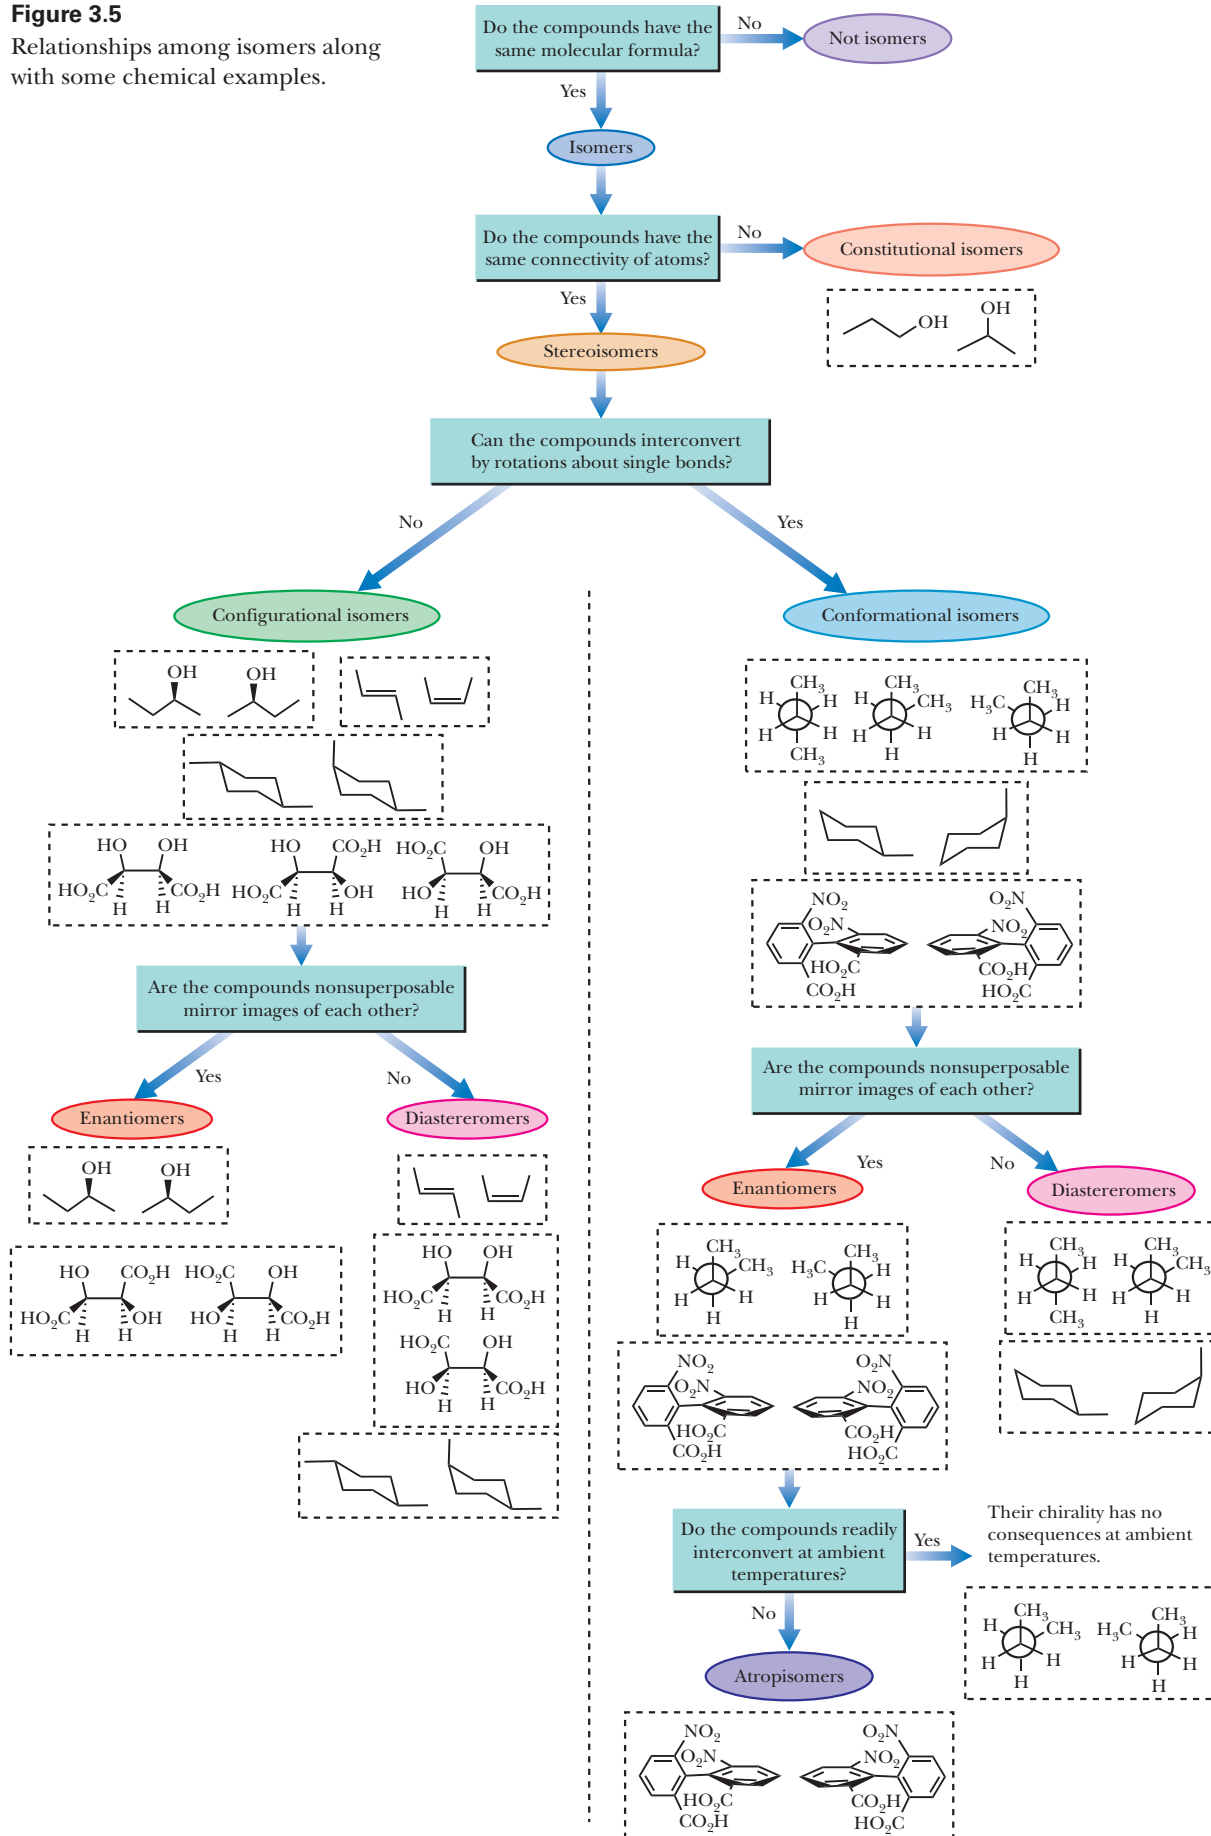 Figure 3.5
Relationships among isomers along
with some chemical examples.
Do the compounds have the
same molecular formula?
No
Not isomers
Yes
Isomers
Do the compounds have the
same connectivity of atoms?
No
Constitutional isomers
Yes
OH
OH
Stereoisomers
Can the compounds interconvert
by rotations about single bonds?
No
Yes
Configurational isomers
Conformational isomers
OH
OH
CH₃
H
H
H
H
CH₃
CH₃
H
CH₃
H
H
H
CH₃
H₃C
H
H
H
H
HO
OH
HO₂C
CO₂H
H
H
HO
CO₂H
HO₂C
OH
H
H
HO₂C
OH
HO
CO₂H
H
H
NO₂
O₂N
HO₂C
CO₂H
O₂N
NO₂
CO₂H
HO₂C
Are the compounds nonsuperposable
mirror images of each other?
Yes
No
Enantiomers
Diastereromers
OH
OH
HO
CO₂H
HO₂C
OH
H
H
HO₂C
OH
HO
CO₂H
H
H
HO
OH
HO₂C
CO₂H
H
H
HO₂C
OH
HO
CO₂H
H
H
Are the compounds nonsuperposable
mirror images of each other?
Yes
No
Enantiomers
Diastereromers
CH₃
H
CH₃
H
H
H
CH₃
H₃C
H
H
H
H
CH₃
H
H
H
H
CH₃
CH₃
H
CH₃
H
H
H
NO₂
O₂N
HO₂C
CO₂H
O₂N
NO₂
CO₂H
HO₂C
Do the compounds readily
interconvert at ambient
temperatures?
Yes
Their chirality has no
consequences at ambient
temperatures.
No
CH₃
H
CH₃
H
H
H
CH₃
H₃C
H
H
H
H
Atropisomers
NO₂
O₂N
HO₂C
CO₂H
O₂N
NO₂
CO₂H
HO₂C